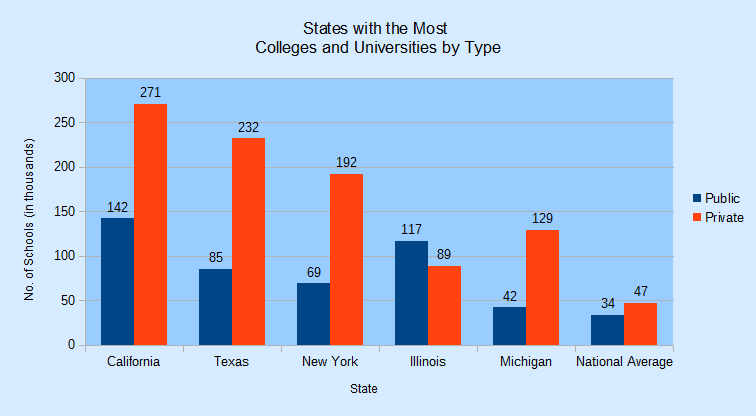 States with the Most
Colleges and Universities by Type
No. of Schools (in thousands)
300
250
200
150
100
50
0
271
232
192
142
129
117
85
89
69
42
34
47
Public
Private
California
Texas
New York
Illinois
Michigan
National Average
State